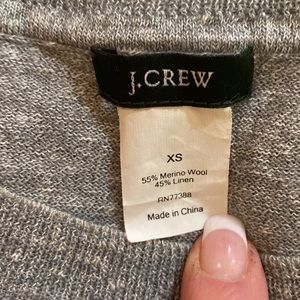 J.CREW
XS
55% Merino Wool
45% Linen
RN77388
Made in China